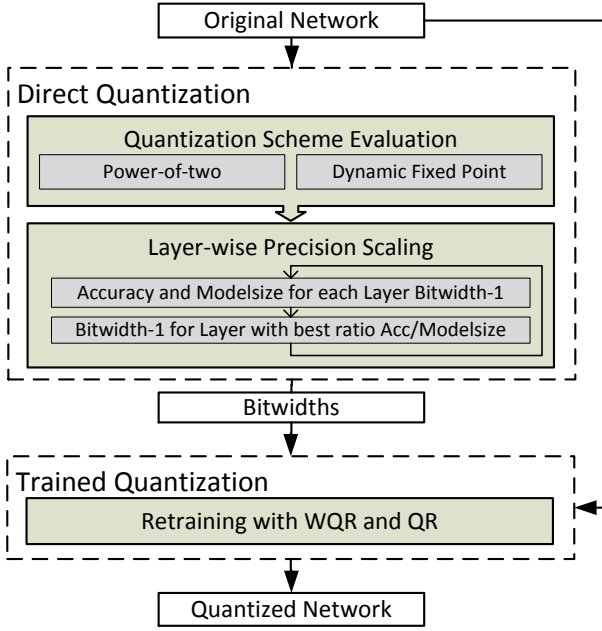 Original Network
Direct Quantization
Quantization Scheme Evaluation
Power-of-two
Dynamic Fixed Point
Layer-wise Precision Scaling
Accuracy and Modelsize for each Layer Bitwidth-1
Bitwidth-1 for Layer with best ratio Acc/Modelsize
Bitwidths
Trained Quantization
Retraining with WQR and QR
Quantized Network